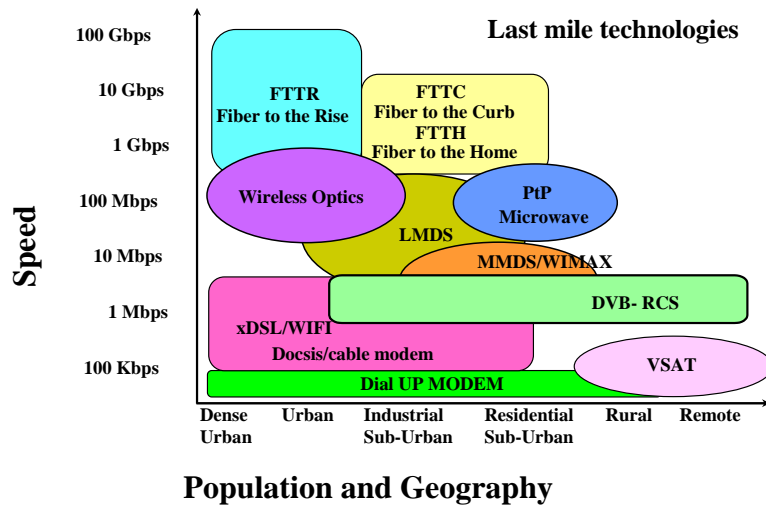 Last mile technologies
100 Gbps
10 Gbps
1 Gbps
100 Mbps
10 Mbps
1 Mbps
100 Kbps
Speed
FTTR
Fiber to the Rise
FTTC
Fiber to the Curb
FTTH
Fiber to the Home
Wireless Optics
PtP
Microwave
LMDS
MMDS/WIMAX
DVB- RCS
xDSL/WIFI
Docsis/cable modem
VSAT
Dial UP MODEM
Dense
Urban
Urban
Industrial
Sub-Urban
Residential
Sub-Urban
Rural
Remote
Population and Geography